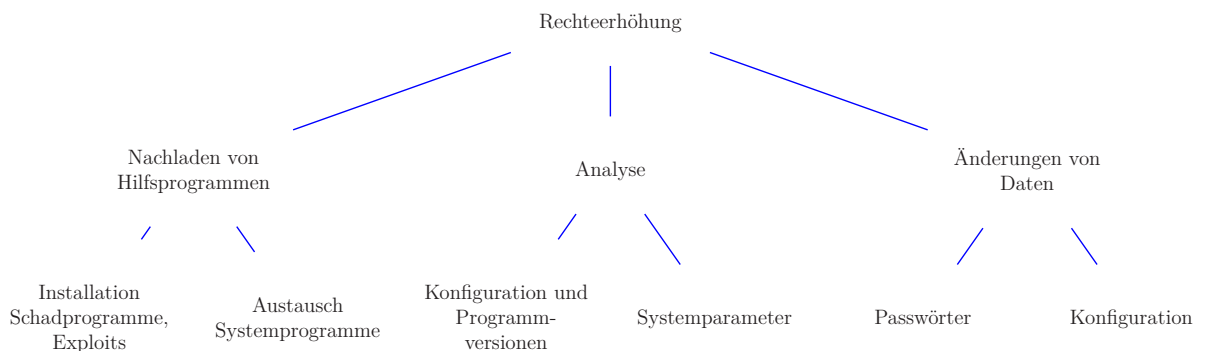 Rechteerhöhung
Nachladen von
Hilfsprogrammen
Analyse
Änderungen von
Daten
Installation
Schadprogramme,
Exploits
Austausch
Systemprogramme
Konfiguration und
Programm-
versionen
Systemparameter
Passwörter
Konfiguration